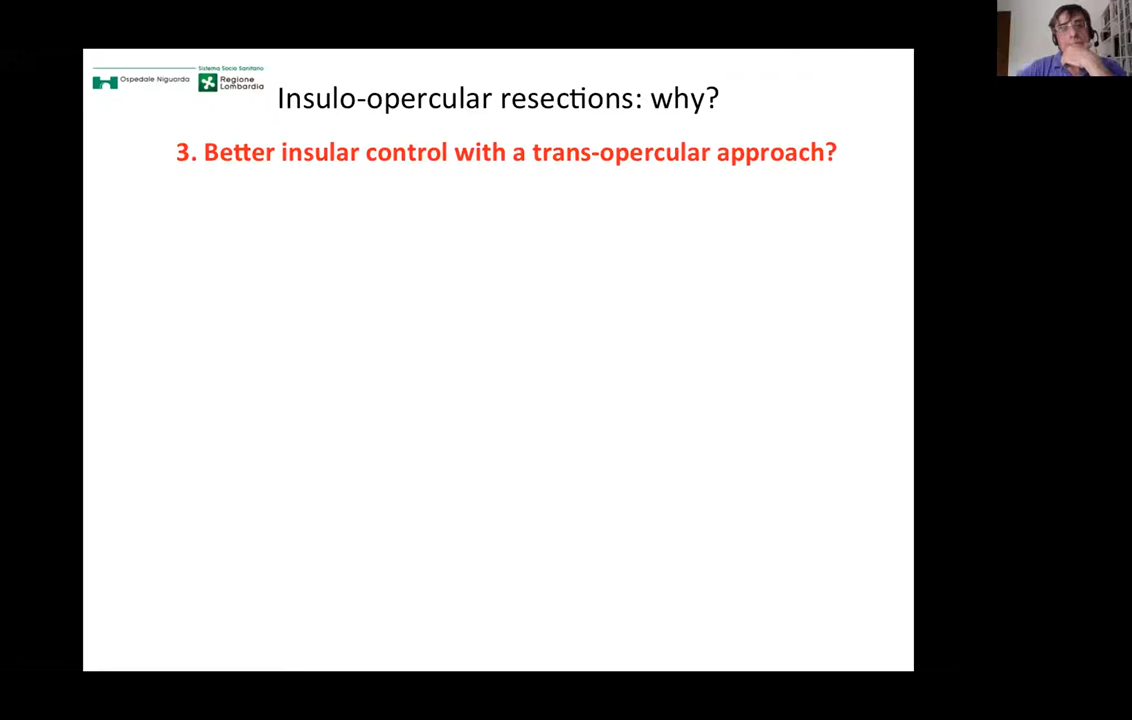 Ospedale Niguarda
Sistema Socio Sanitario
Regione
Lombardia
Insulo-opercular resections: why?
3. Better insular control with a trans-opercular approach?